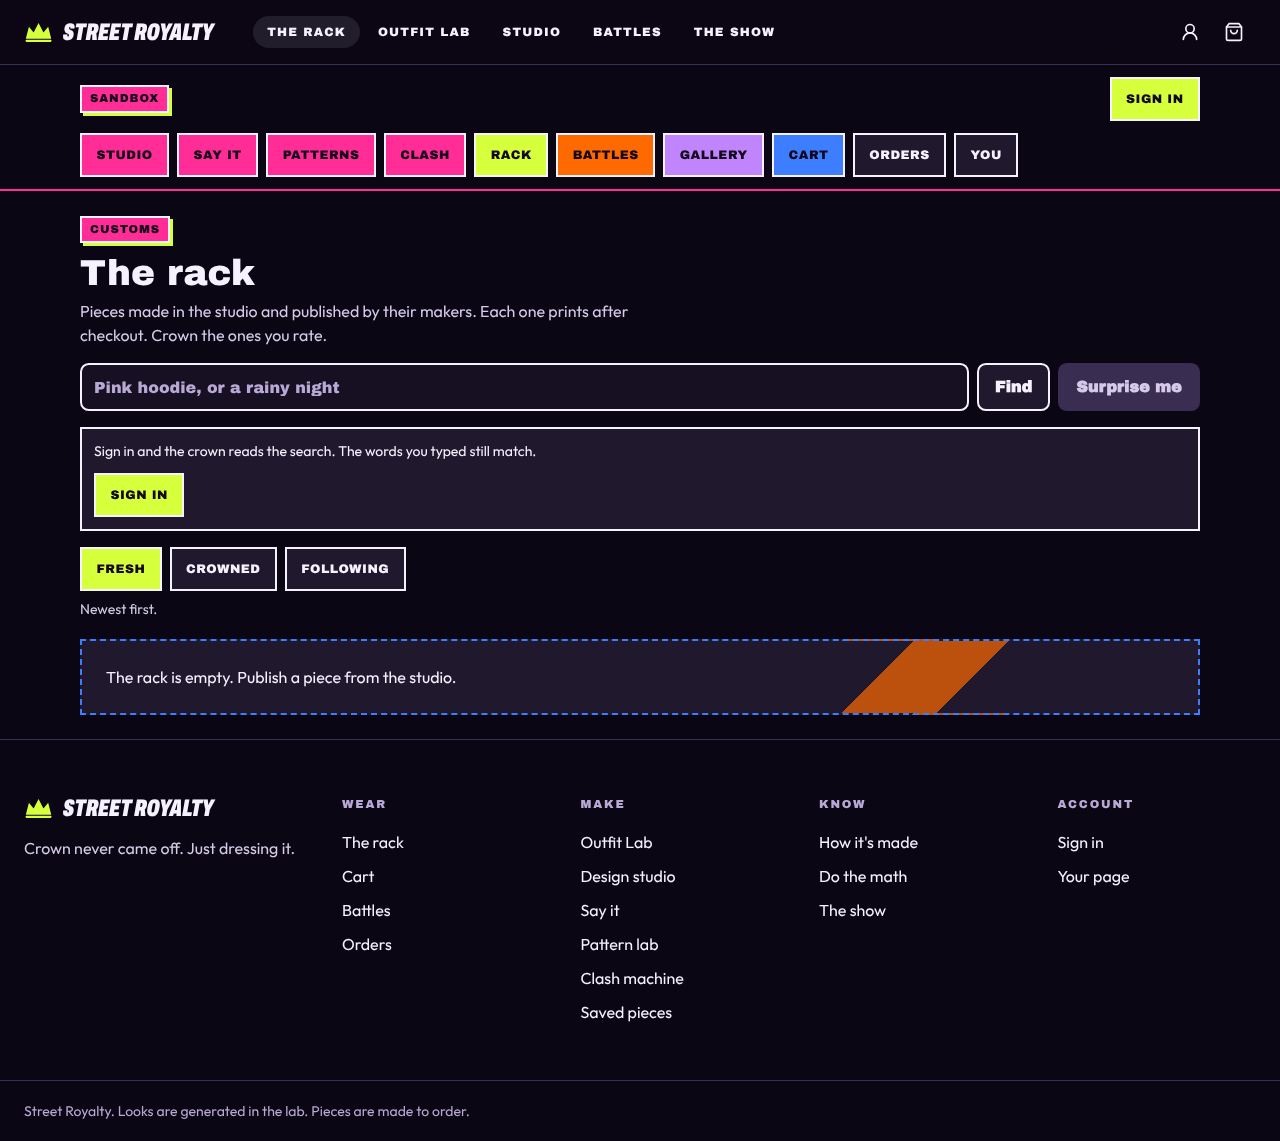 STREET ROYALTY
THE RACK
OUTFIT LAB
STUDIO
BATTLES
THE SHOW
SANDBOX
SIGN IN
STUDIO
SAY IT
PATTERNS
CLASH
RACK
BATTLES
GALLERY
CART
ORDERS
YOU
CUSTOMS
The rack
Pieces made in the studio and published by their makers. Each one prints after
checkout. Crown the ones you rate.
Pink hoodie, or a rainy night
Find
Surprise me
Sign in and the crown reads the search. The words you typed still match.
SIGN IN
FRESH
CROWNED
FOLLOWING
Newest first.
The rack is empty. Publish a piece from the studio.
STREET ROYALTY
Crown never came off. Just dressing it.
WEAR
The rack
Cart
Battles
Orders
MAKE
Outfit Lab
Design studio
Say it
Pattern lab
Clash machine
Saved pieces
KNOW
How it's made
Do the math
The show
ACCOUNT
Sign in
Your page
Street Royalty. Looks are generated in the lab. Pieces are made to order.